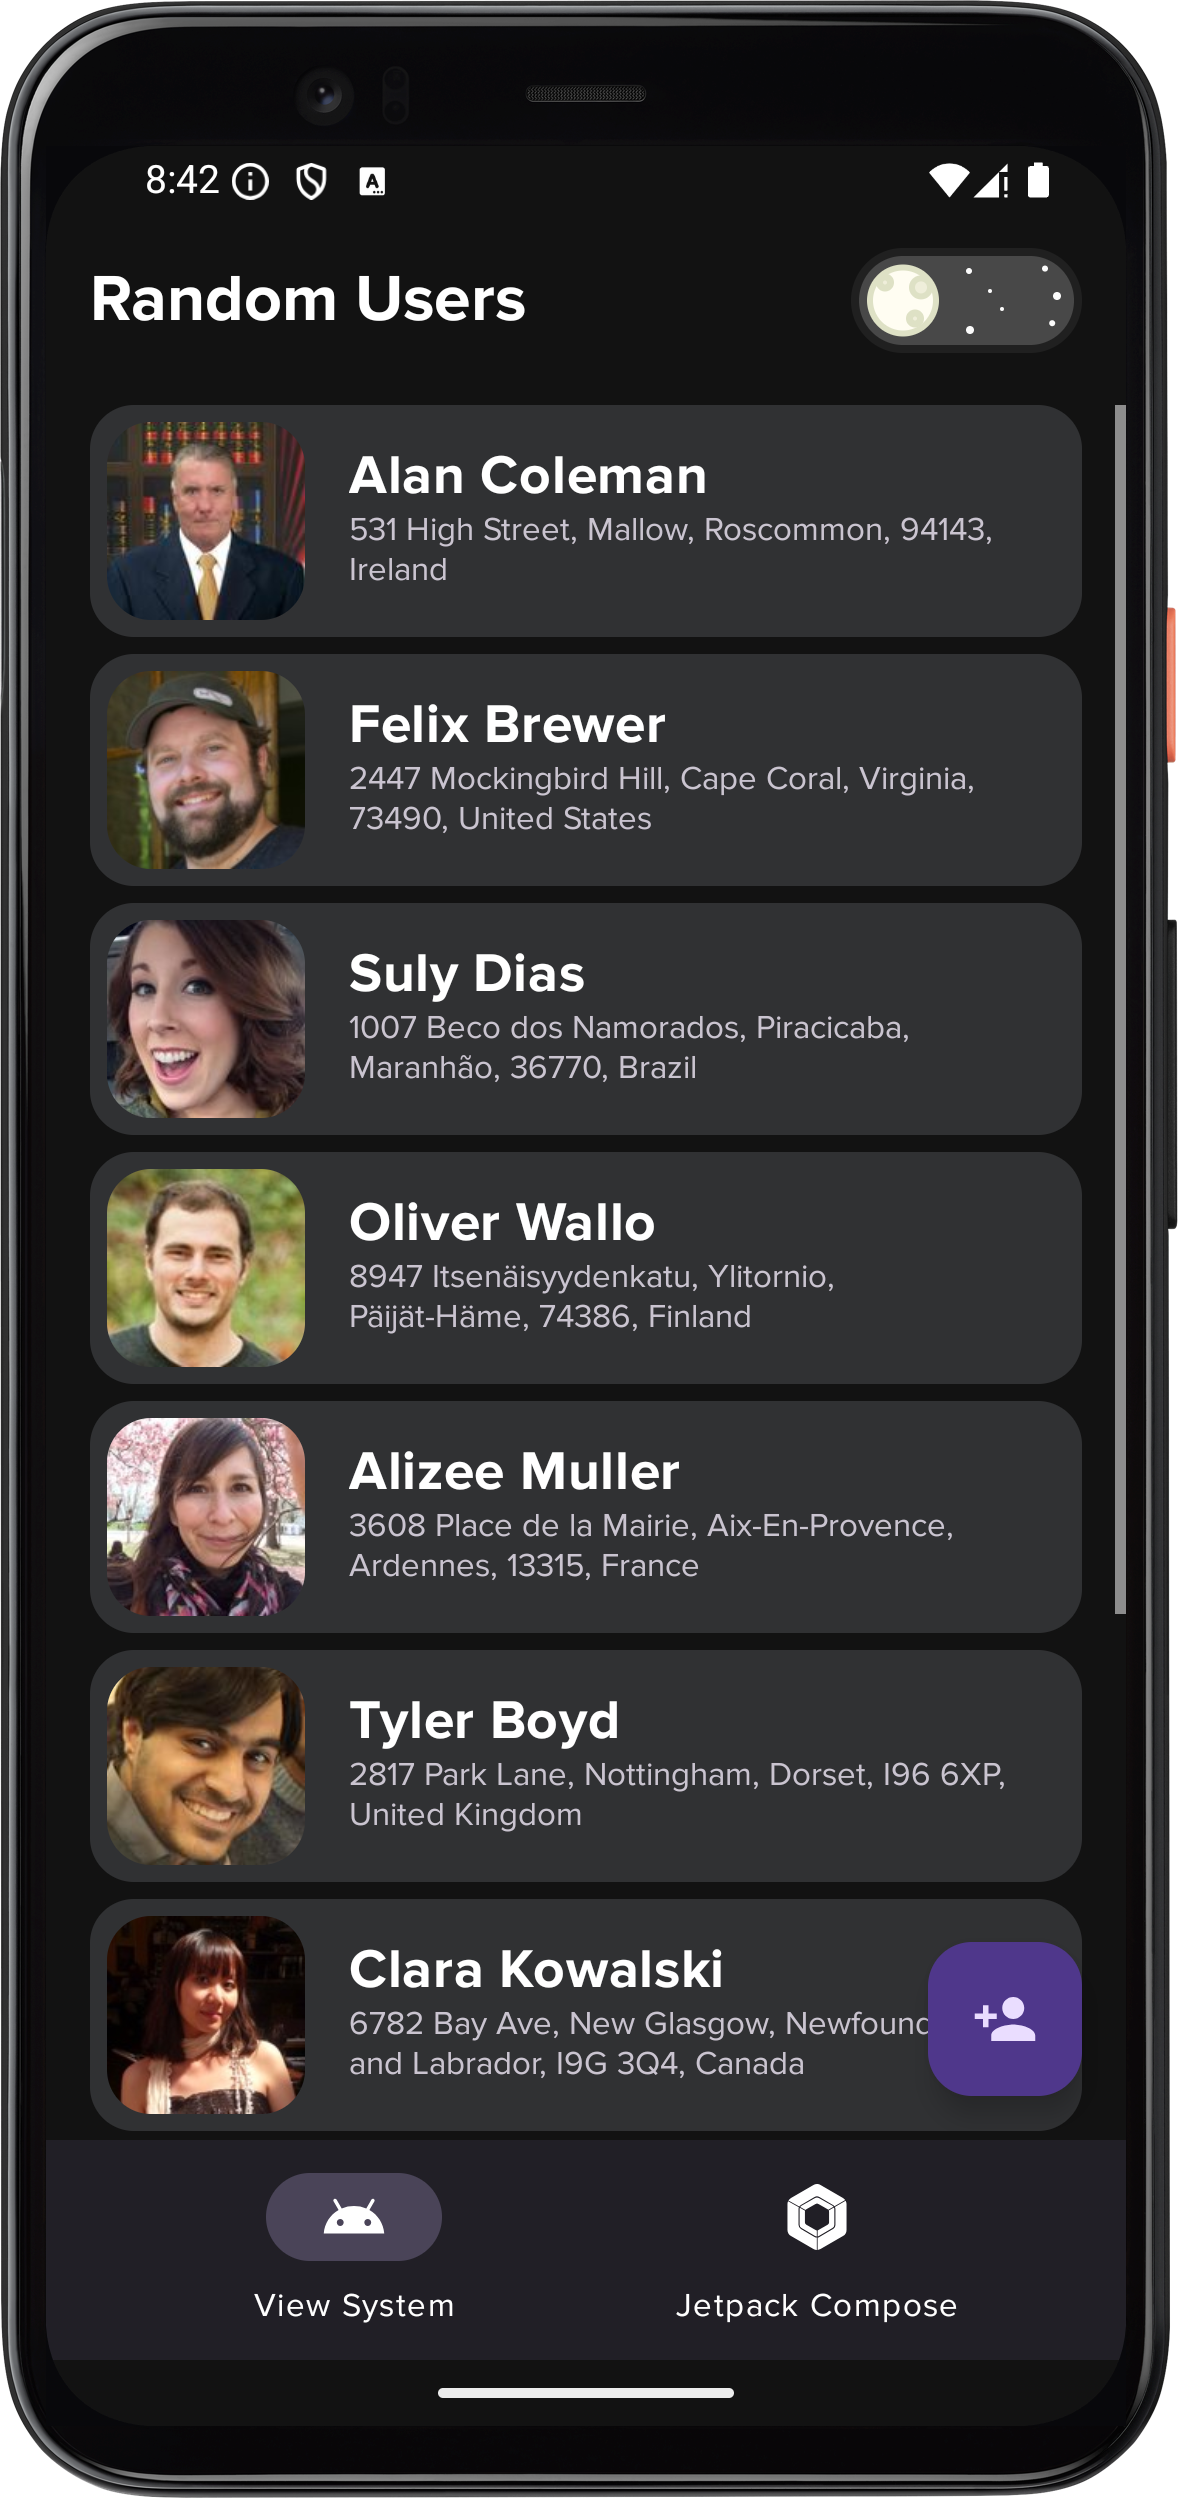 8:42
Random Users
Alan Coleman
531 High Street, Mallow, Roscommon, 94143,
Ireland
Felix Brewer
2447 Mockingbird Hill, Cape Coral, Virginia,
73490, United States
Suly Dias
1007 Beco dos Namorados, Piracicaba,
Maranhão, 36770, Brazil
Oliver Wallo
8947 Itsenäisyydenkatu, Ylitornio,
Päijät-Häme, 74386, Finland
Alizee Muller
3608 Place de la Mairie, Aix-En-Provence,
Ardennes, 13315, France
Tyler Boyd
2817 Park Lane, Nottingham, Dorset, I96 6XP,
United Kingdom
Clara Kowalski
6782 Bay Ave, New Glasgow, Newfound
and Labrador, I9G 3Q4, Canada
View System
Jetpack Compose